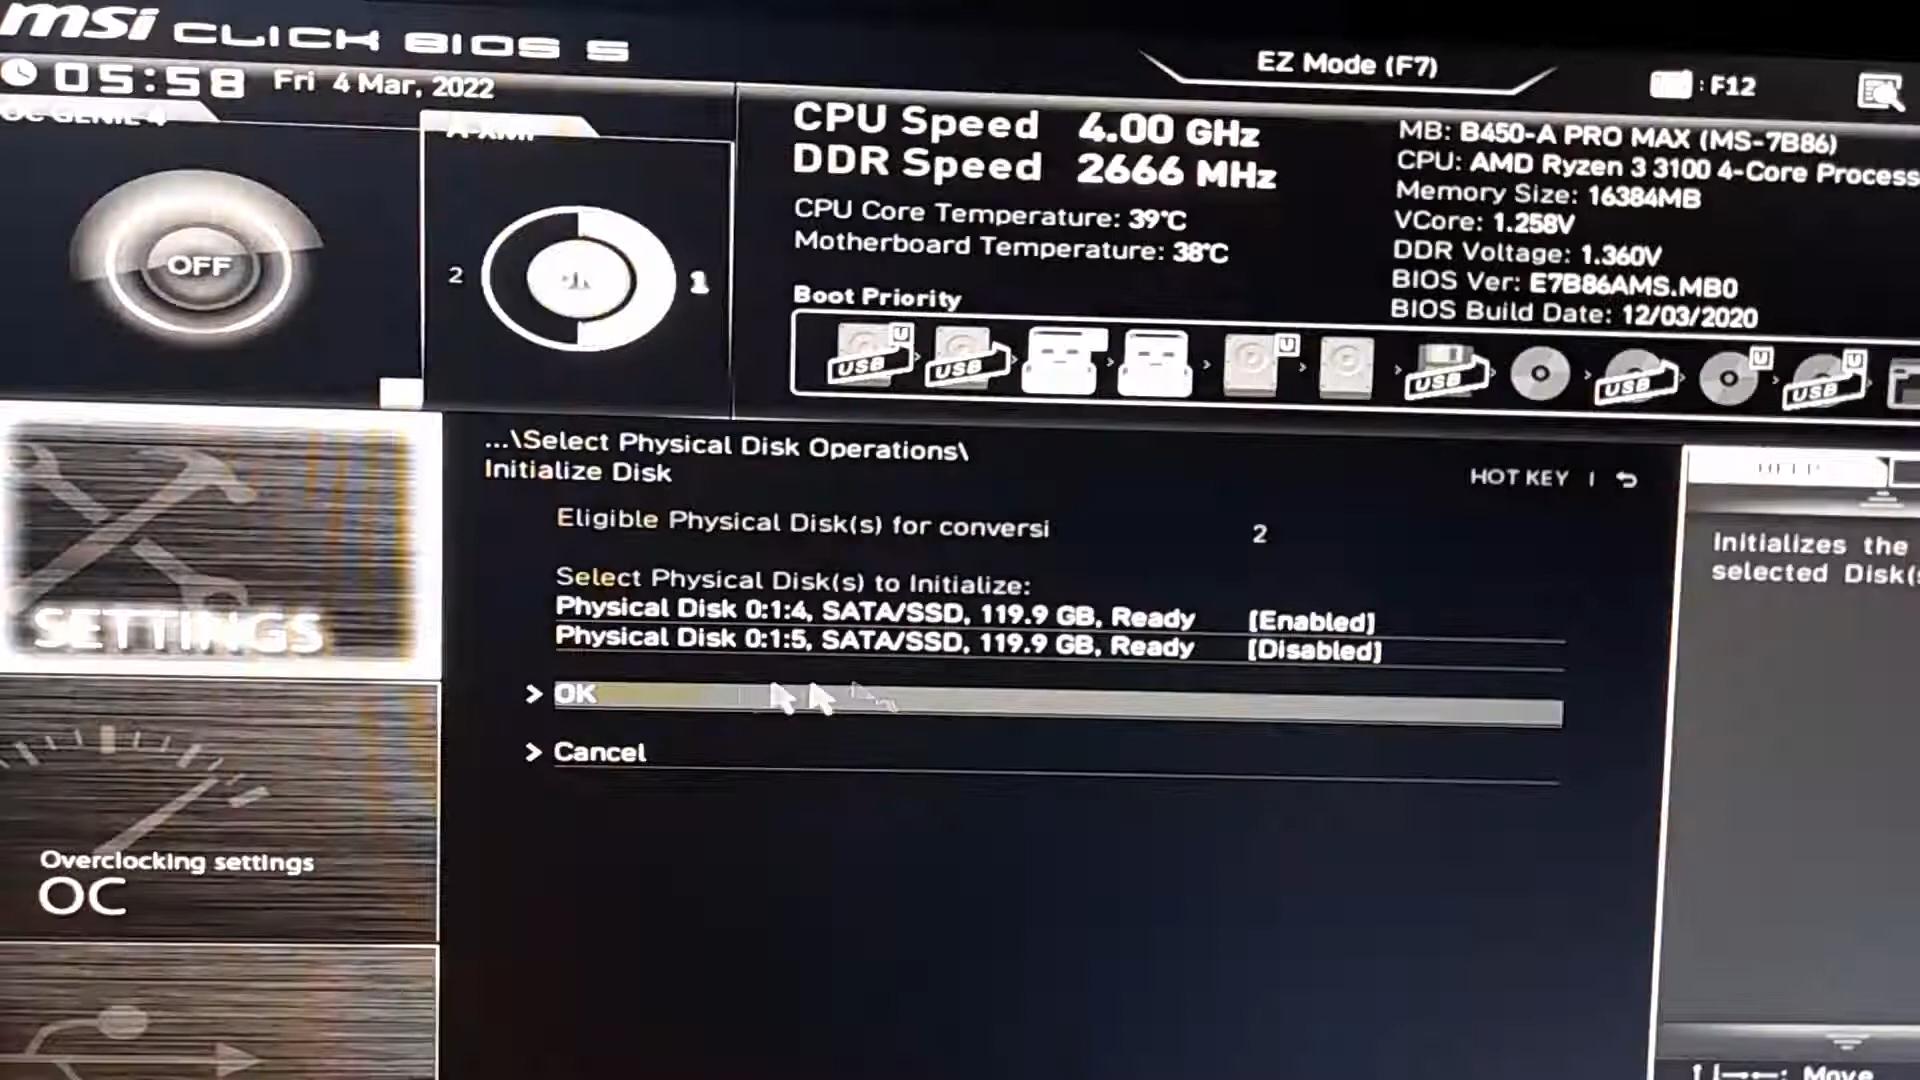 msi CLICK BIOS 5
EZ Mode (F7)
: F12
05:58 Fri 4 Mar, 2022
OC GENIE 4
A-XMP
OFF
2
1
CPU Speed 4.00 GHz
DDR Speed 2666 MHz
CPU Core Temperature: 39°C
Motherboard Temperature: 38°C
MB: B450-A PRO MAX (MS-7B86)
CPU: AMD Ryzen 3 3100 4-Core Process
Memory Size: 16384MB
VCore: 1.258V
DDR Voltage: 1.360V
BIOS Ver: E7B86AMS.MB0
BIOS Build Date: 12/03/2020
Boot Priority
U USB USB U USB USB U U USB
...\Select Physical Disk Operations\
Initialize Disk
HOT KEY |
HELP
Eligible Physical Disk(s) for conversi 2
Select Physical Disk(s) to Initialize:
Physical Disk 0:1:4, SATA/SSD, 119.9 GB, Ready [Enabled]
Physical Disk 0:1:5, SATA/SSD, 119.9 GB, Ready [Disabled]
> OK
> Cancel
Initializes the
selected Disk(s
SETTINGS
Overclocking settings
OC
: Move